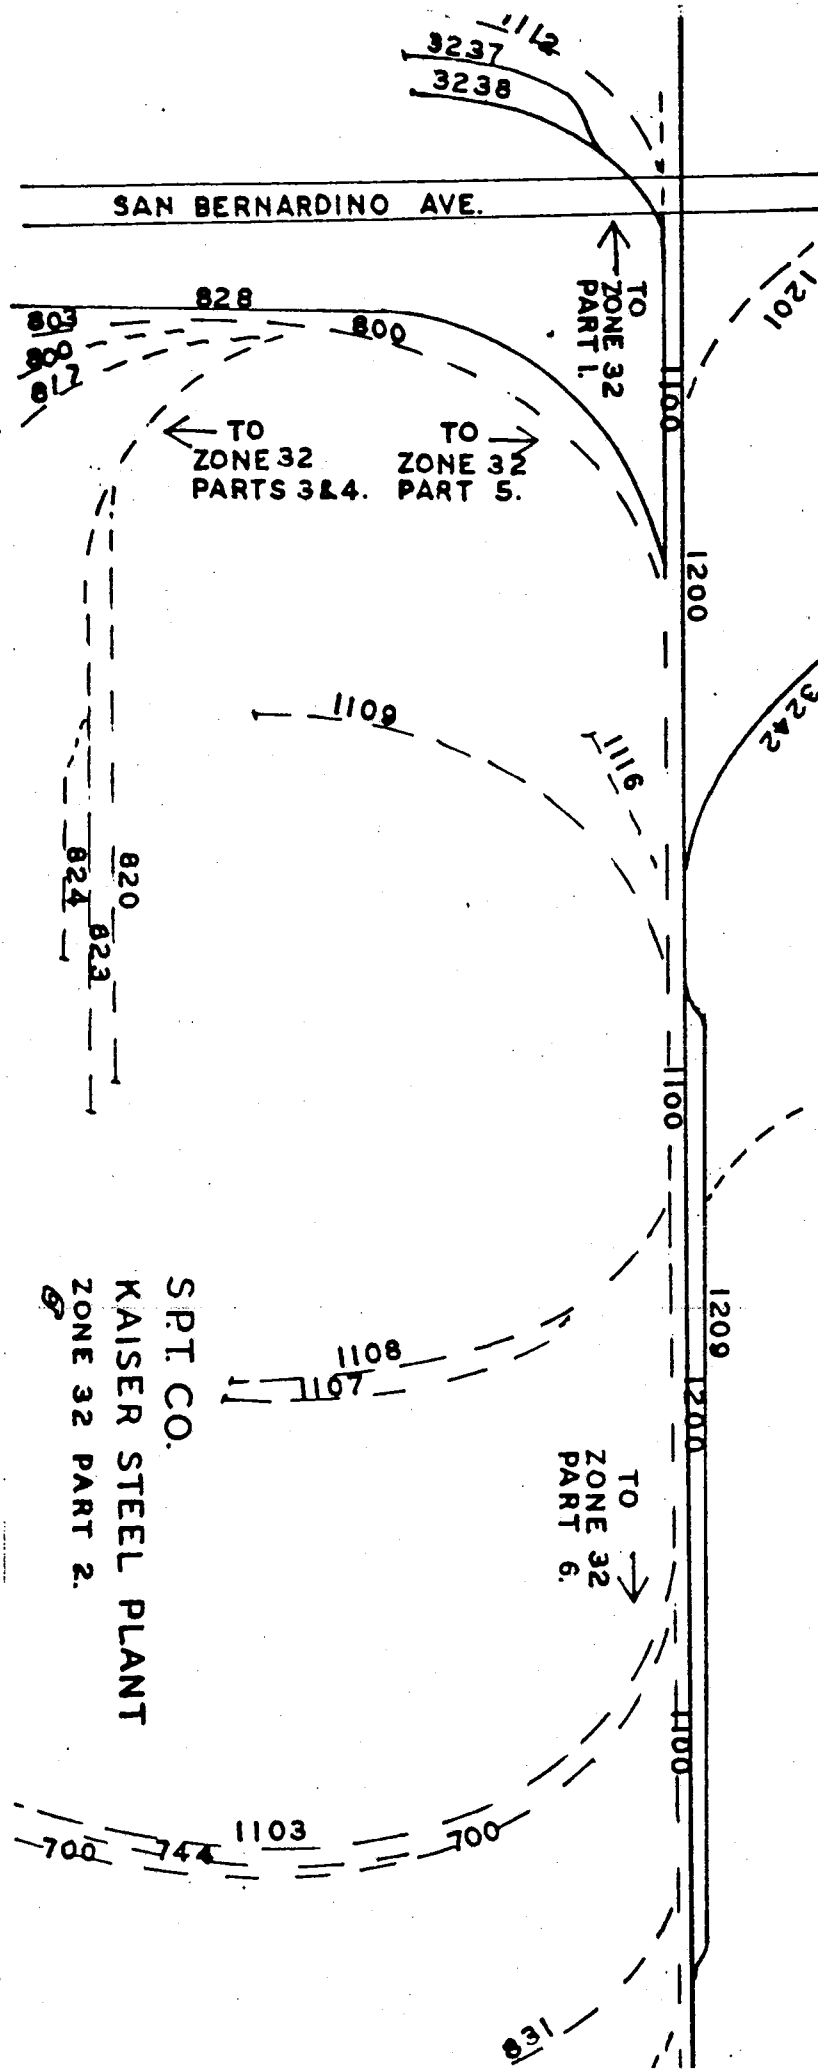 1112
3237
3238
SAN BERNARDINO AVE.
TO
ZONE 32
PART 1.
1201
828
803
800
800
817
1100
TO
ZONE 32
PARTS 3&4.
TO
ZONE 32
PART 5.
1200
3242
1109
1116
820
824
823
1100
1209
1108
1107
1200
S.P.T. CO.
KAISER STEEL PLANT
ZONE 32 PART 2.
TO
ZONE 32
PART 6.
1100
1103
700
744
700
831